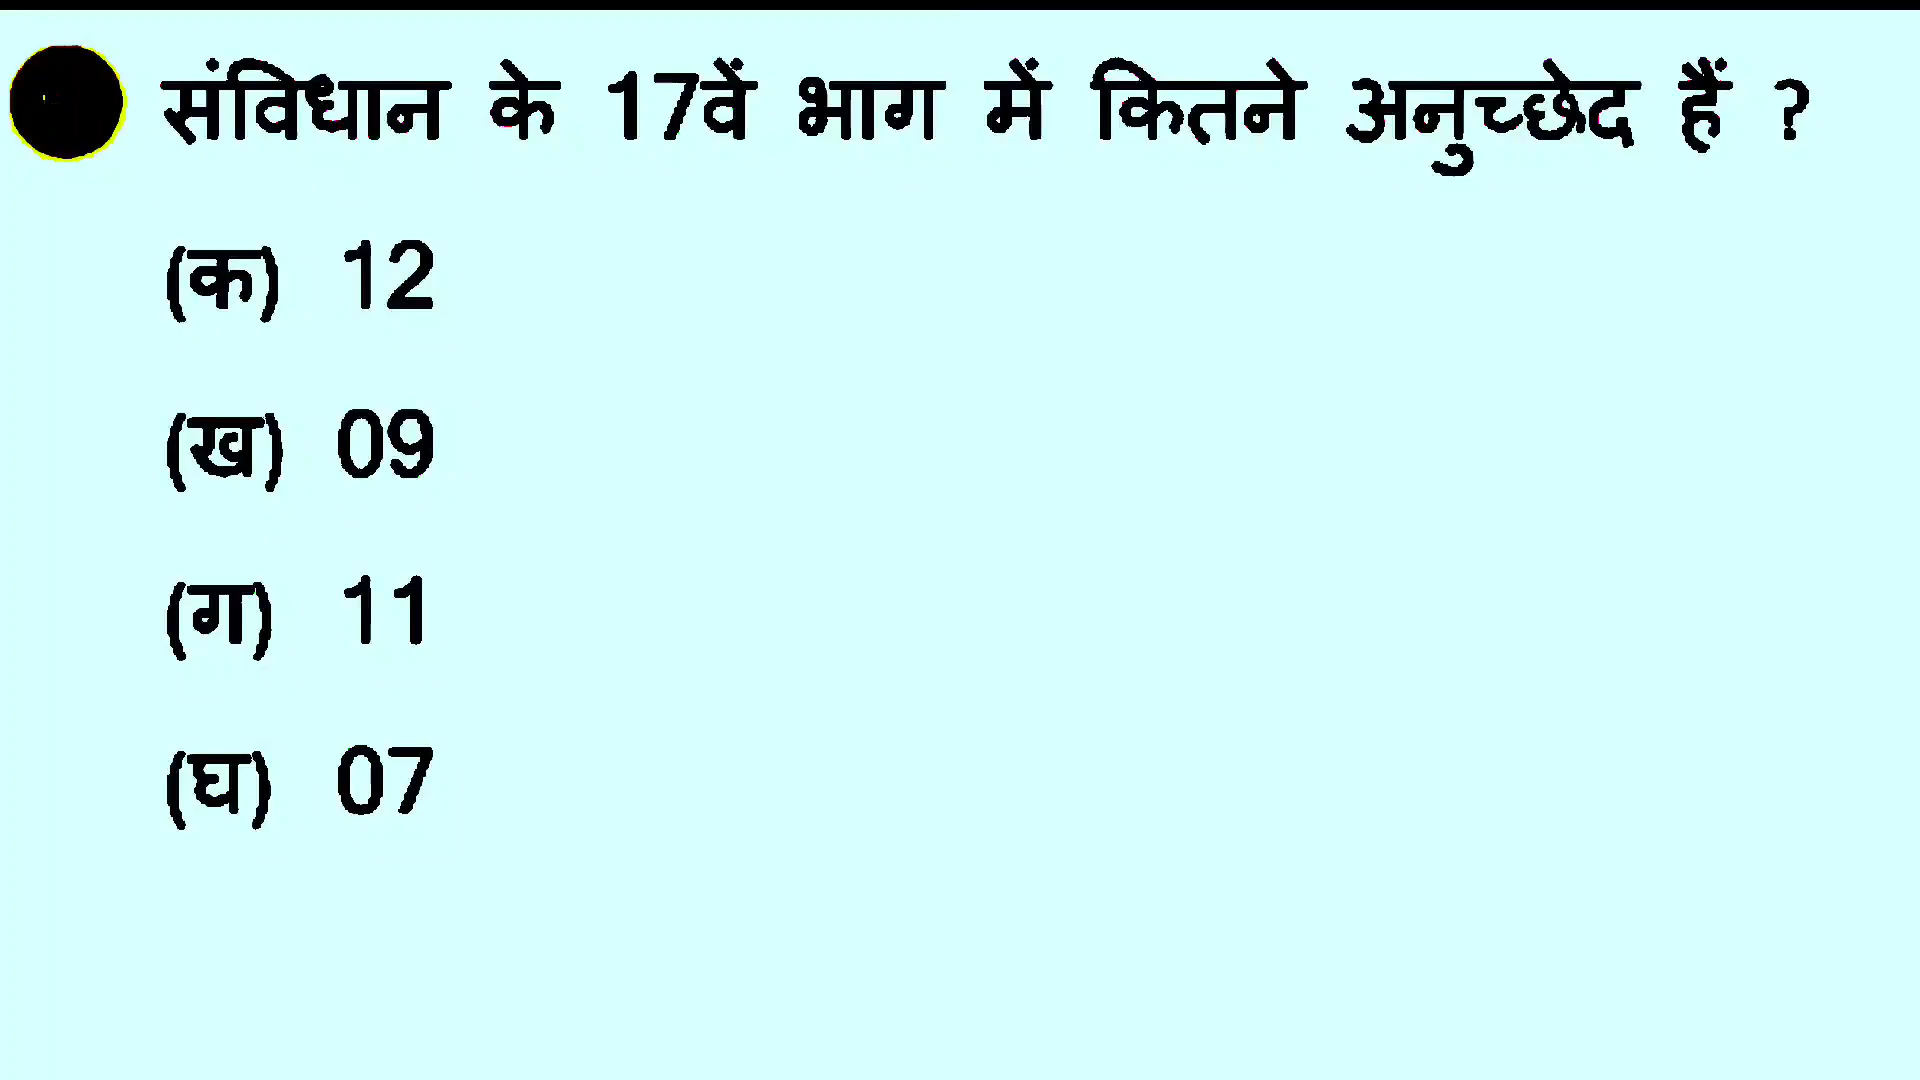 संविधान के 17वें भाग में कितने अनुच्छेद हैं ?
(क) 12
(ख) 09
(ग) 11
(घ) 07